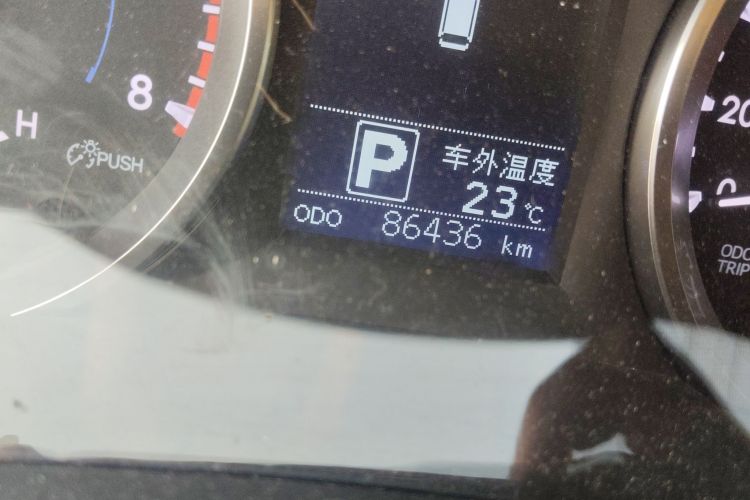 8
H
PUSH
P
车外温度
23℃
ODO 86436 km
20
0
ODO
TRIP